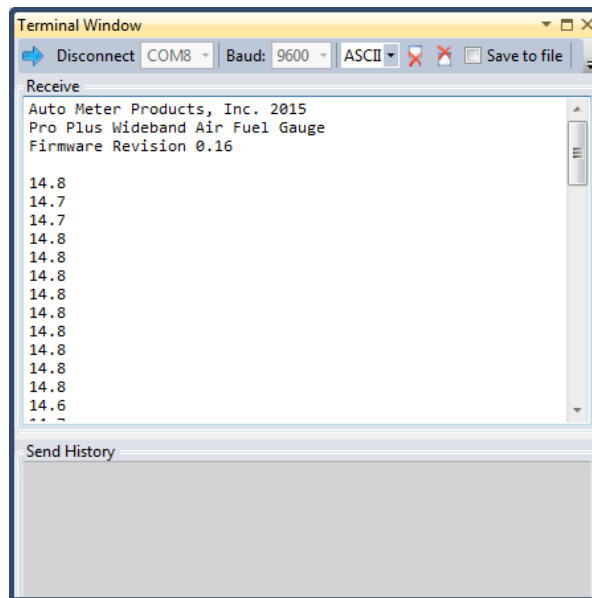 Terminal Window
Disconnect COM8 Baud: 9600 ASCII Save to file
Receive
Auto Meter Products, Inc. 2015
Pro Plus Wideband Air Fuel Gauge
Firmware Revision 0.16
14.8
14.7
14.7
14.8
14.8
14.8
14.8
14.8
14.8
14.8
14.8
14.8
14.6
Send History